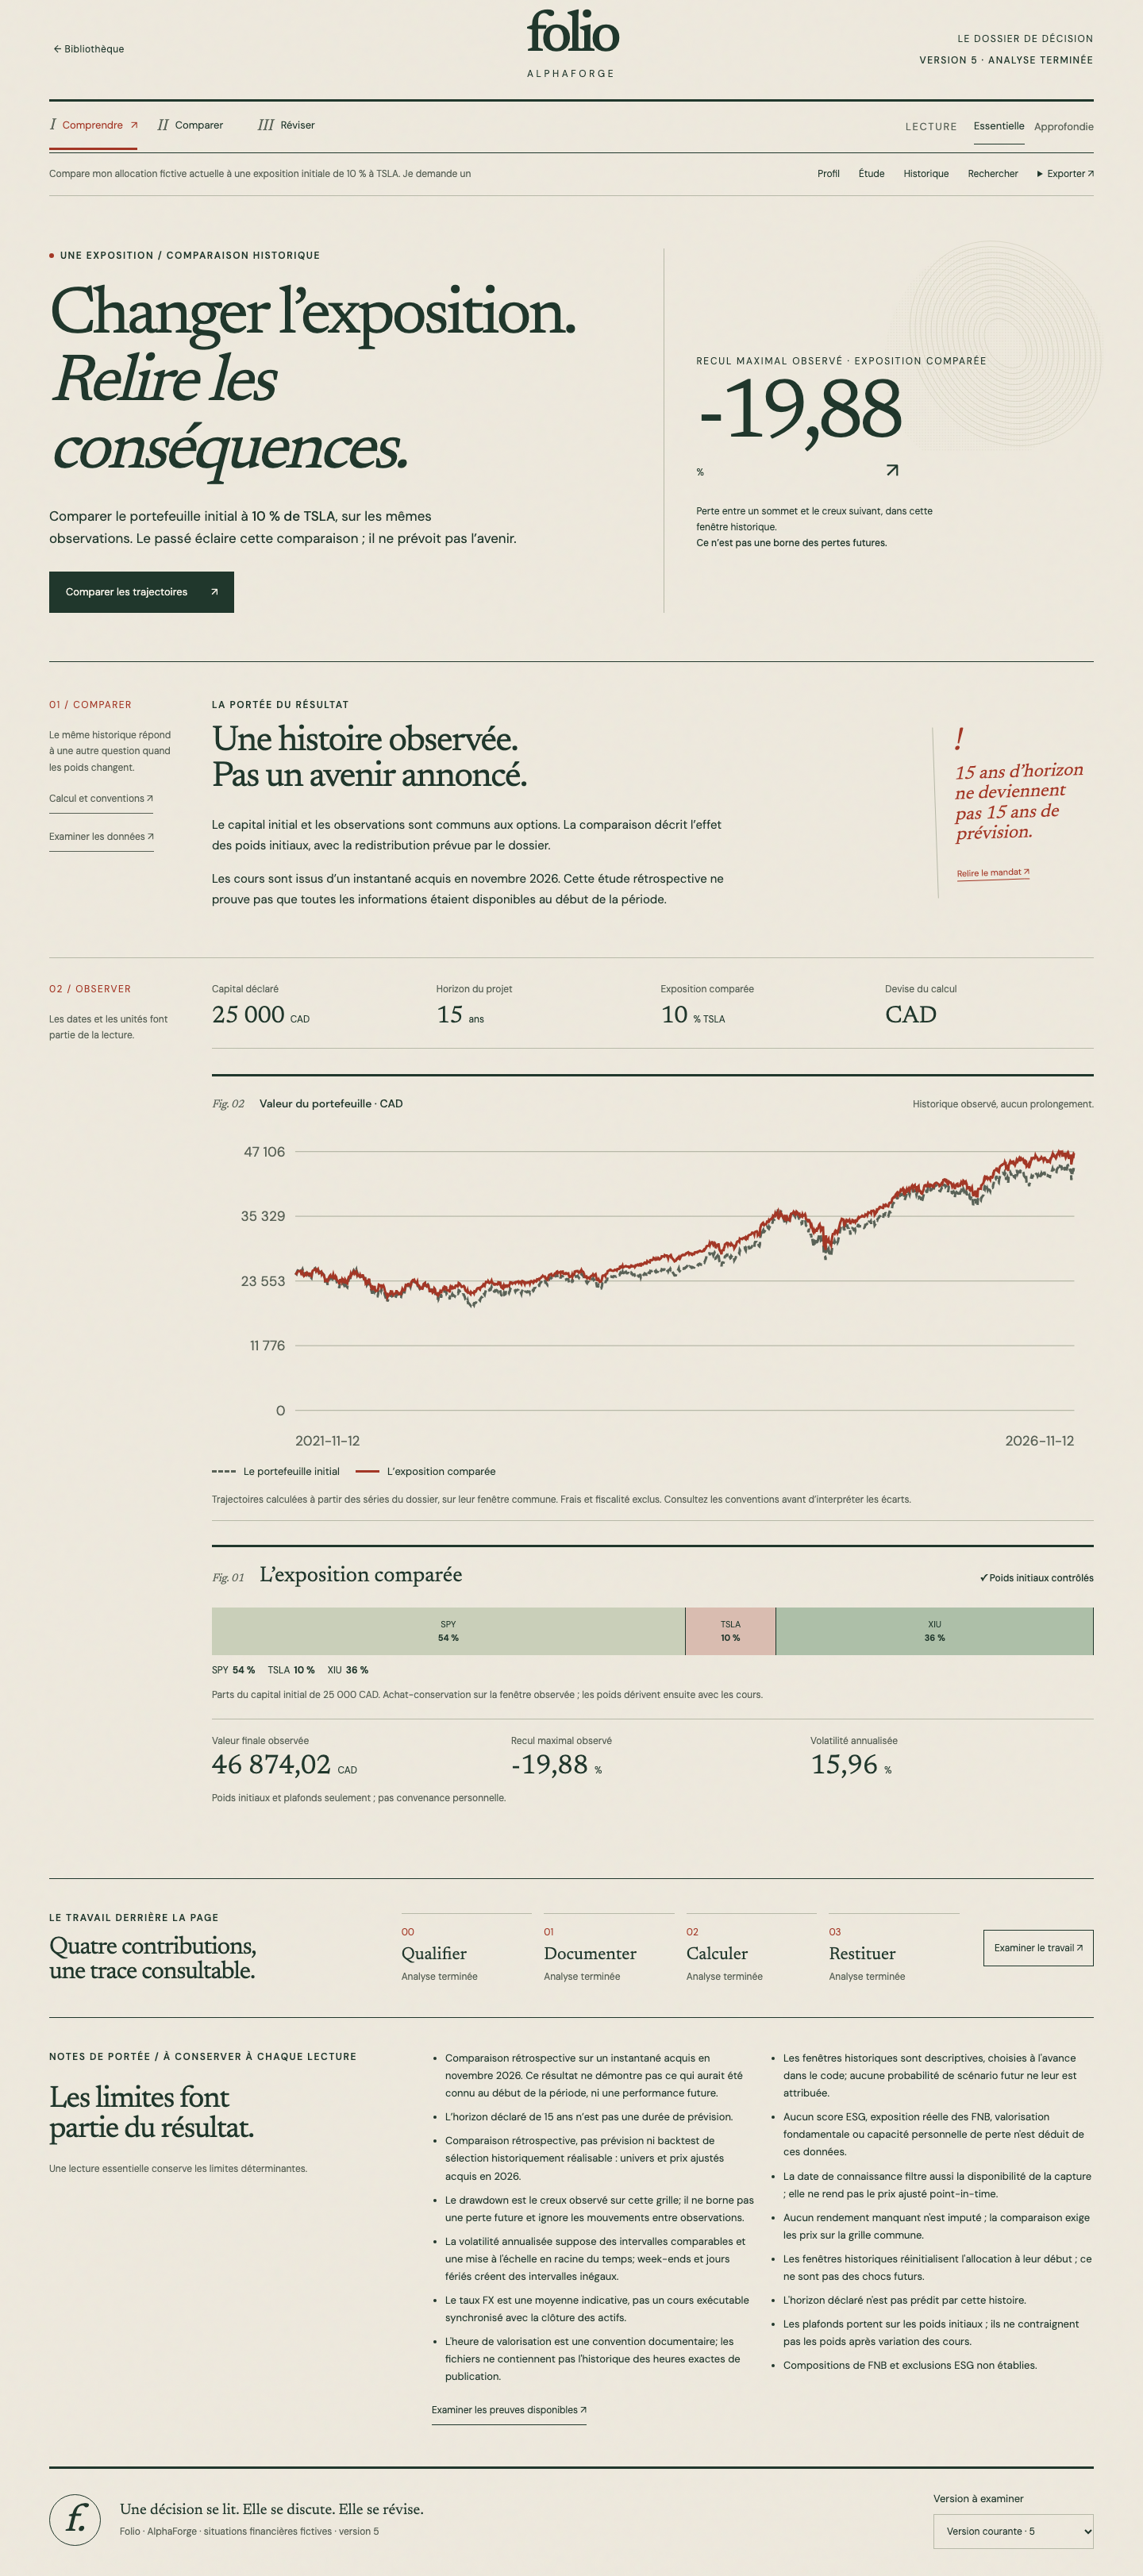 ← Bibliothèque
folio
ALPHAFORGE
LE DOSSIER DE DÉCISION
VERSION 5 · ANALYSE TERMINÉE
I Comprendre ↗ II Comparer III Réviser
LECTURE Essentielle Approfondie
Compare mon allocation fictive actuelle à une exposition initiale de 10 % à TSLA. Je demande un
Profil Étude Historique Rechercher ▶ Exporter ↗
UNE EXPOSITION / COMPARAISON HISTORIQUE
Changer l’exposition.
Relire les
conséquences.
Comparer le portefeuille initial à 10 % de TSLA, sur les mêmes
observations. Le passé éclaire cette comparaison ; il ne prévoit pas l’avenir.
Comparer les trajectoires ↗
RECUL MAXIMAL OBSERVÉ · EXPOSITION COMPARÉE
-19,88
% ↗
Perte entre un sommet et le creux suivant, dans cette
fenêtre historique.
Ce n’est pas une borne des pertes futures.
01 / COMPARER
Le même historique répond
à une autre question quand
les poids changent.
Calcul et conventions ↗
Examiner les données ↗
LA PORTÉE DU RÉSULTAT
Une histoire observée.
Pas un avenir annoncé.
Le capital initial et les observations sont communs aux options. La comparaison décrit l’effet
des poids initiaux, avec la redistribution prévue par le dossier.
Les cours sont issus d’un instantané acquis en novembre 2026. Cette étude rétrospective ne
prouve pas que toutes les informations étaient disponibles au début de la période.
!
15 ans d’horizon
ne deviennent
pas 15 ans de
prévision.
Relire le mandat ↗
02 / OBSERVER
Les dates et les unités font
partie de la lecture.
Capital déclaré
25 000 CAD
Horizon du projet
15 ans
Exposition comparée
10 % TSLA
Devise du calcul
CAD
Fig. 02 Valeur du portefeuille · CAD
Historique observé, aucun prolongement.
47 106
35 329
23 553
11 776
0
2021-11-12 2026-11-12
Le portefeuille initial L’exposition comparée
Trajectoires calculées à partir des séries du dossier, sur leur fenêtre commune. Frais et fiscalité exclus. Consultez les conventions avant d’interpréter les écarts.
Fig. 01 L’exposition comparée
✓ Poids initiaux contrôlés
SPY
54 %
TSLA
10 %
XIU
36 %
SPY 54 % TSLA 10 % XIU 36 %
Parts du capital initial de 25 000 CAD. Achat-conservation sur la fenêtre observée ; les poids dérivent ensuite avec les cours.
Valeur finale observée
46 874,02 CAD
Recul maximal observé
-19,88 %
Volatilité annualisée
15,96 %
Poids initiaux et plafonds seulement ; pas convenance personnelle.
LE TRAVAIL DERRIÈRE LA PAGE
Quatre contributions,
une trace consultable.
00
Qualifier
Analyse terminée
01
Documenter
Analyse terminée
02
Calculer
Analyse terminée
03
Restituer
Analyse terminée
Examiner le travail ↗
NOTES DE PORTÉE / À CONSERVER À CHAQUE LECTURE
Les limites font
partie du résultat.
Une lecture essentielle conserve les limites déterminantes.
• Comparaison rétrospective sur un instantané acquis en
novembre 2026. Ce résultat ne démontre pas ce qui aurait été
connu au début de la période, ni une performance future.
• L’horizon déclaré de 15 ans n’est pas une durée de prévision.
• Comparaison rétrospective, pas prévision ni backtest de
sélection historiquement réalisable : univers et prix ajustés
acquis en 2026.
• Le drawdown est le creux observé sur cette grille; il ne borne pas
une perte future et ignore les mouvements entre observations.
• La volatilité annualisée suppose des intervalles comparables et
une mise à l'échelle en racine du temps; week-ends et jours
fériés créent des intervalles inégaux.
• Le taux FX est une moyenne indicative, pas un cours exécutable
synchronisé avec la clôture des actifs.
• L'heure de valorisation est une convention documentaire; les
fichiers ne contiennent pas l'historique des heures exactes de
publication.
• Les fenêtres historiques sont descriptives, choisies à l'avance
dans le code; aucune probabilité de scénario futur ne leur est
attribuée.
• Aucun score ESG, exposition réelle des FNB, valorisation
fondamentale ou capacité personnelle de perte n'est déduit de
ces données.
• La date de connaissance filtre aussi la disponibilité de la capture
; elle ne rend pas le prix ajusté point-in-time.
• Aucun rendement manquant n'est imputé ; la comparaison exige
les prix sur la grille commune.
• Les fenêtres historiques réinitialisent l'allocation à leur début ; ce
ne sont pas des chocs futurs.
• L'horizon déclaré n'est pas prédit par cette histoire.
• Les plafonds portent sur les poids initiaux ; ils ne contraignent
pas les poids après variation des cours.
• Compositions de FNB et exclusions ESG non établies.
Examiner les preuves disponibles ↗
f.
Une décision se lit. Elle se discute. Elle se révise.
Folio · AlphaForge · situations financières fictives · version 5
Version à examiner
Version courante · 5